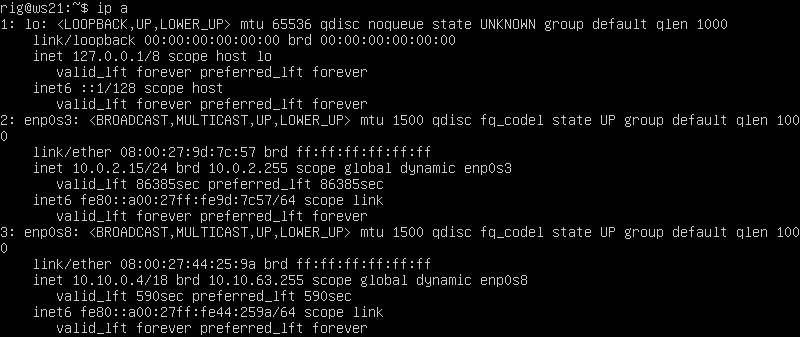 rig@ws21:~$ ip a
1: lo: <LOOPBACK,UP,LOWER_UP> mtu 65536 qdisc noqueue state UNKNOWN group default qlen 1000
    link/loopback 00:00:00:00:00:00 brd 00:00:00:00:00:00
    inet 127.0.0.1/8 scope host lo
       valid_lft forever preferred_lft forever
    inet6 ::1/128 scope host
       valid_lft forever preferred_lft forever
2: enp0s3: <BROADCAST,MULTICAST,UP,LOWER_UP> mtu 1500 qdisc fq_codel state UP group default qlen 100
0
    link/ether 08:00:27:9d:7c:57 brd ff:ff:ff:ff:ff:ff
    inet 10.0.2.15/24 brd 10.0.2.255 scope global dynamic enp0s3
       valid_lft 86385sec preferred_lft 86385sec
    inet6 fe80::a00:27ff:fe9d:7c57/64 scope link
       valid_lft forever preferred_lft forever
3: enp0s8: <BROADCAST,MULTICAST,UP,LOWER_UP> mtu 1500 qdisc fq_codel state UP group default qlen 100
0
    link/ether 08:00:27:44:25:9a brd ff:ff:ff:ff:ff:ff
    inet 10.10.0.4/18 brd 10.10.63.255 scope global dynamic enp0s8
       valid_lft 590sec preferred_lft 590sec
    inet6 fe80::a00:27ff:fe44:259a/64 scope link
       valid_lft forever preferred_lft forever